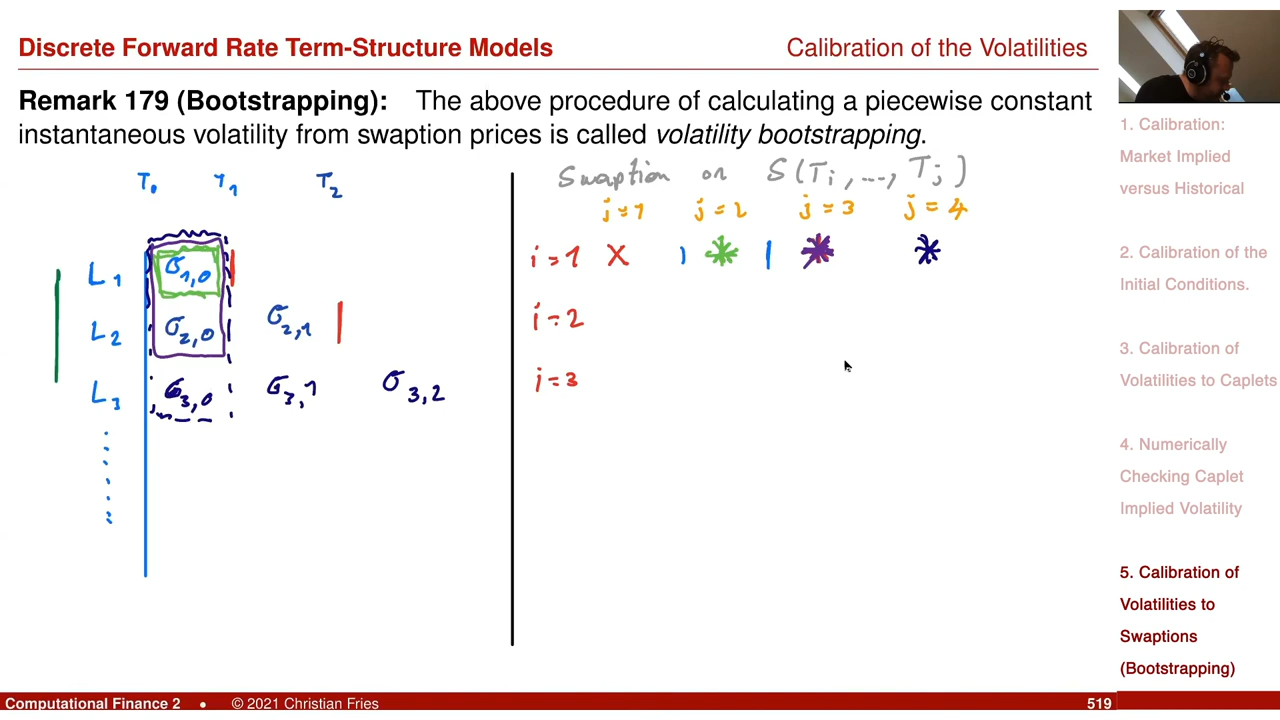 Discrete Forward Rate Term-Structure Models
Calibration of the Volatilities
Remark 179 (Bootstrapping): The above procedure of calculating a piecewise constant
instantaneous volatility from swaption prices is called volatility bootstrapping.
T₀ T₁ T₂
L₁ σ₁,₀
L₂ σ₂,₀ σ₂,₁
L₃ σ₃,₀ σ₃,₁ σ₃,₂
Swaption on S(Tᵢ, ..., Tⱼ)
j=1 j=2 j=3 j=4
i=1 X
i=2
i=3
1. Calibration:
Market Implied
versus Historical
2. Calibration of the
Initial Conditions.
3. Calibration of
Volatilities to Caplets
4. Numerically
Checking Caplet
Implied Volatility
5. Calibration of
Volatilities to
Swaptions
(Bootstrapping)
Computational Finance 2 • © 2021 Christian Fries
519